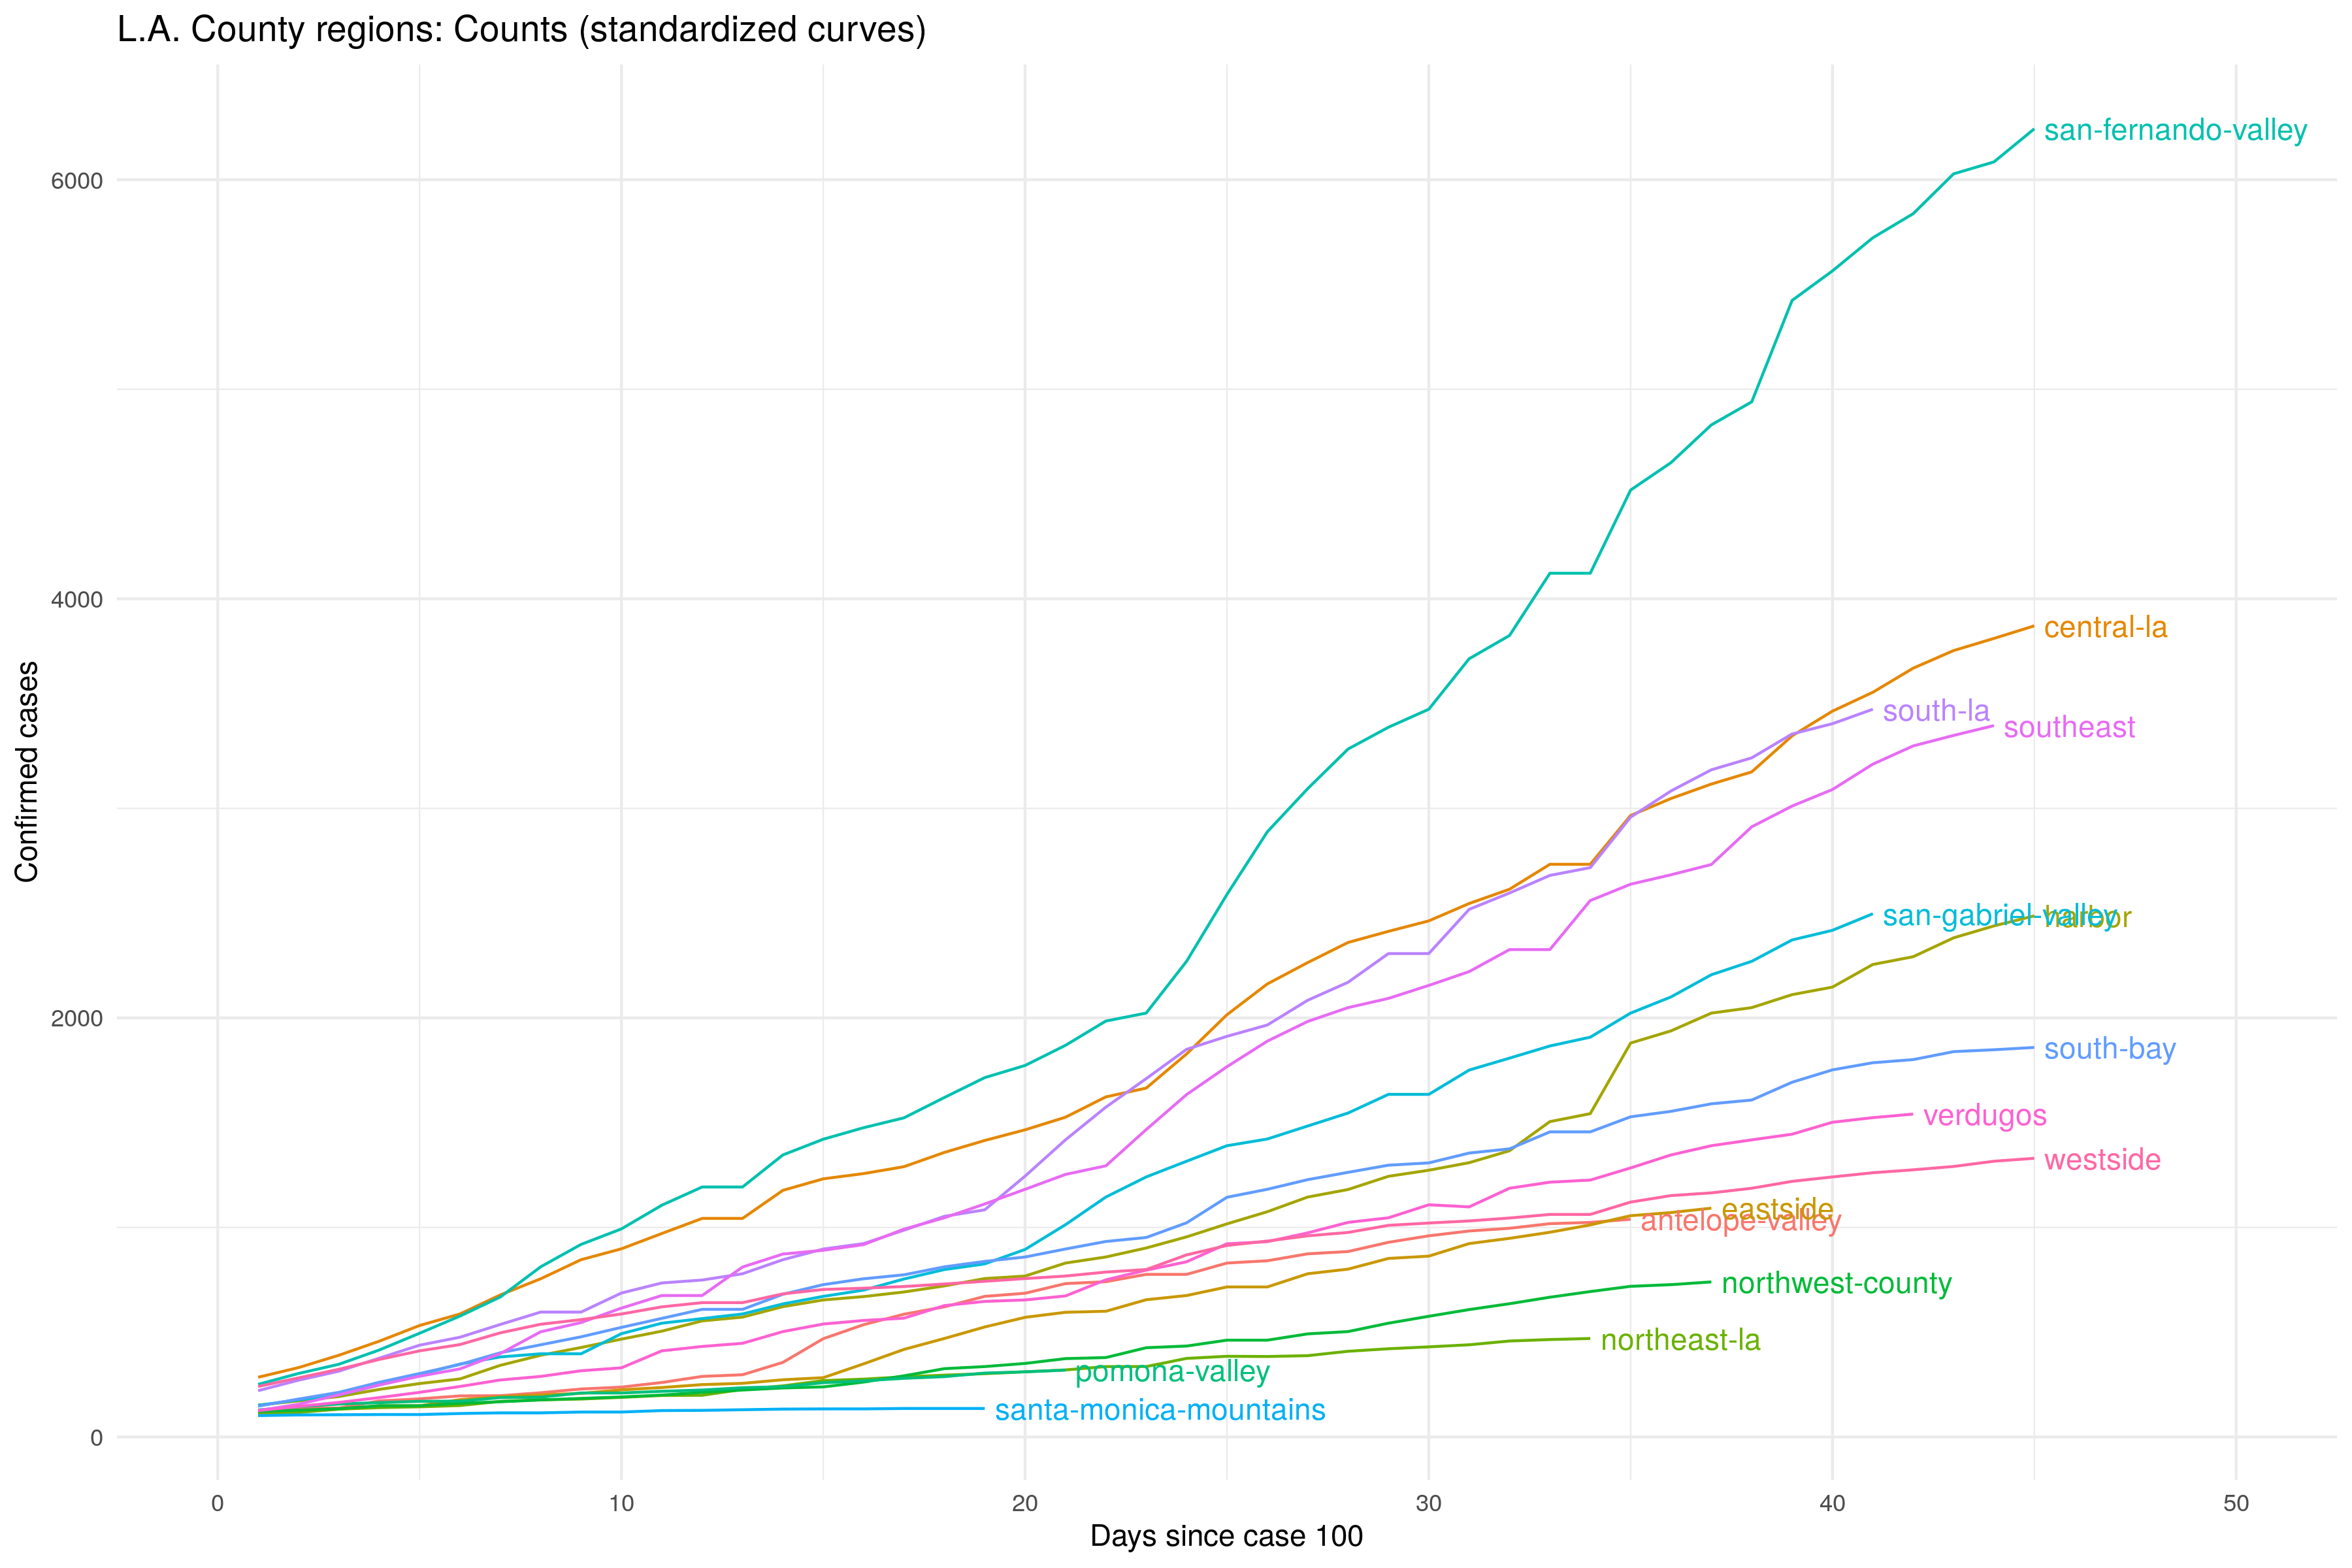 L.A. County regions: Counts (standardized curves)
san-fernando-valley
6000
4000
central-la
south-la
southeast
san-gabriel-valley
harbor
2000
south-bay
verdugos
westside
eastside
antelope-valley
northwest-county
northeast-la
pomona-valley
santa-monica-mountains
0
0 10 20 30 40 50
Days since case 100
Confirmed cases